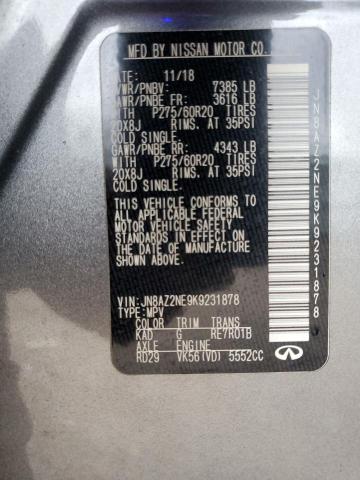 MFD BY NISSAN MOTOR CO.
DATE: 11/18
VWR/PNBV: 7385 LB
GAWR/PNBE FR: 3616 LB
WITH P275/60R20 TIRES
20X8J RIMS. AT 35PSI
COLD SINGLE.
GAWR/PNBE RR: 4343 LB
WITH P275/60R20 TIRES
20X8J RIMS. AT 35PSI
COLD SINGLE.
THIS VEHICLE CONFORMS TO
ALL APPLICABLE FEDERAL
MOTOR VEHICLE SAFETY
STANDARDS IN EFFECT ON THE
DATE OF MANUFACTURE
SHOWN ABOVE.
VIN: JN8AZ2NE9K9231878
TYPE: MPV
COLOR TRIM TRANS
KAD G RE7R01B
AXLE ENGINE
RD29 VK56(VD) 5552CC
INFINITI
JN8AZ2NE9K9231878